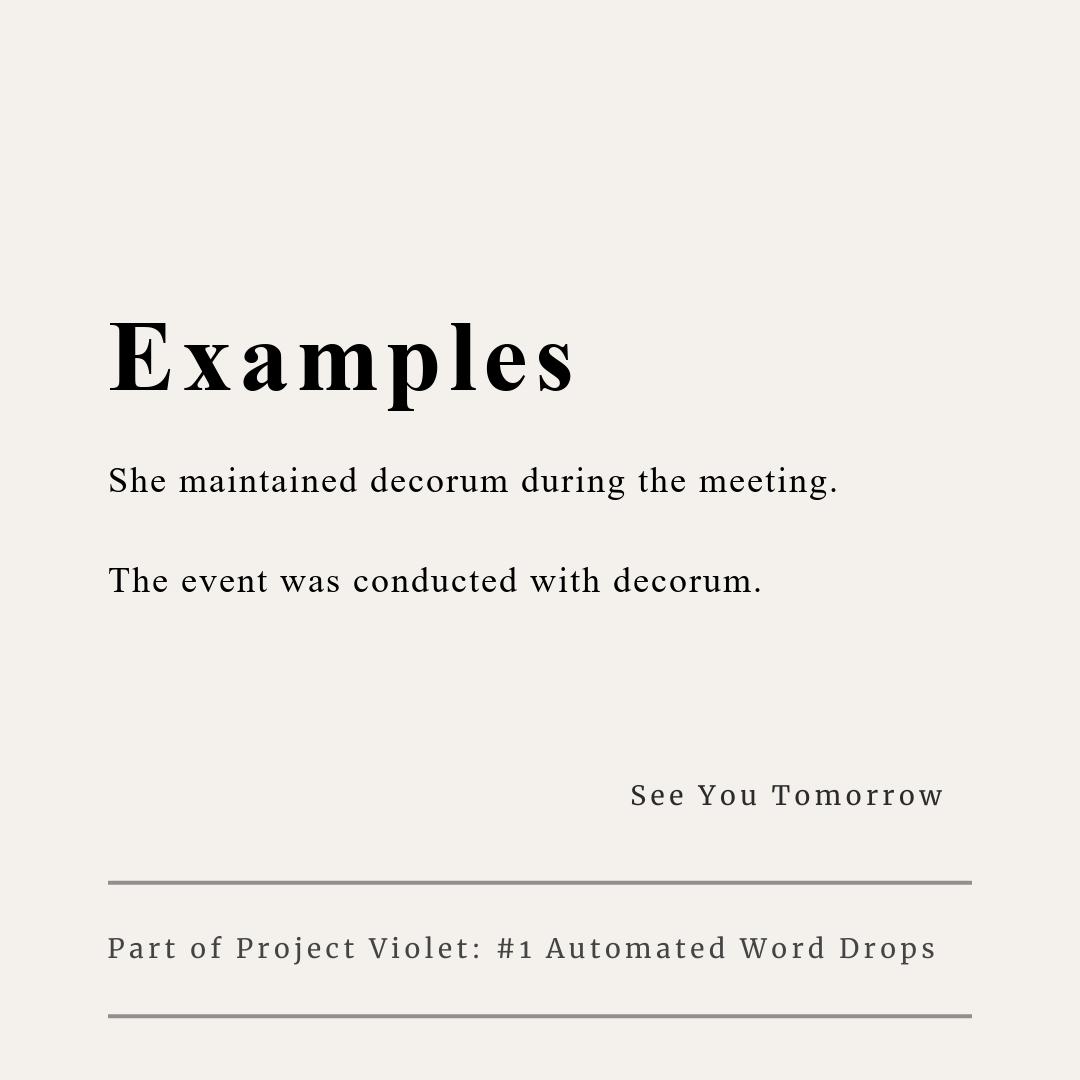 Examples
She maintained decorum during the meeting.
The event was conducted with decorum.
See You Tomorrow
Part of Project Violet: #1 Automated Word Drops